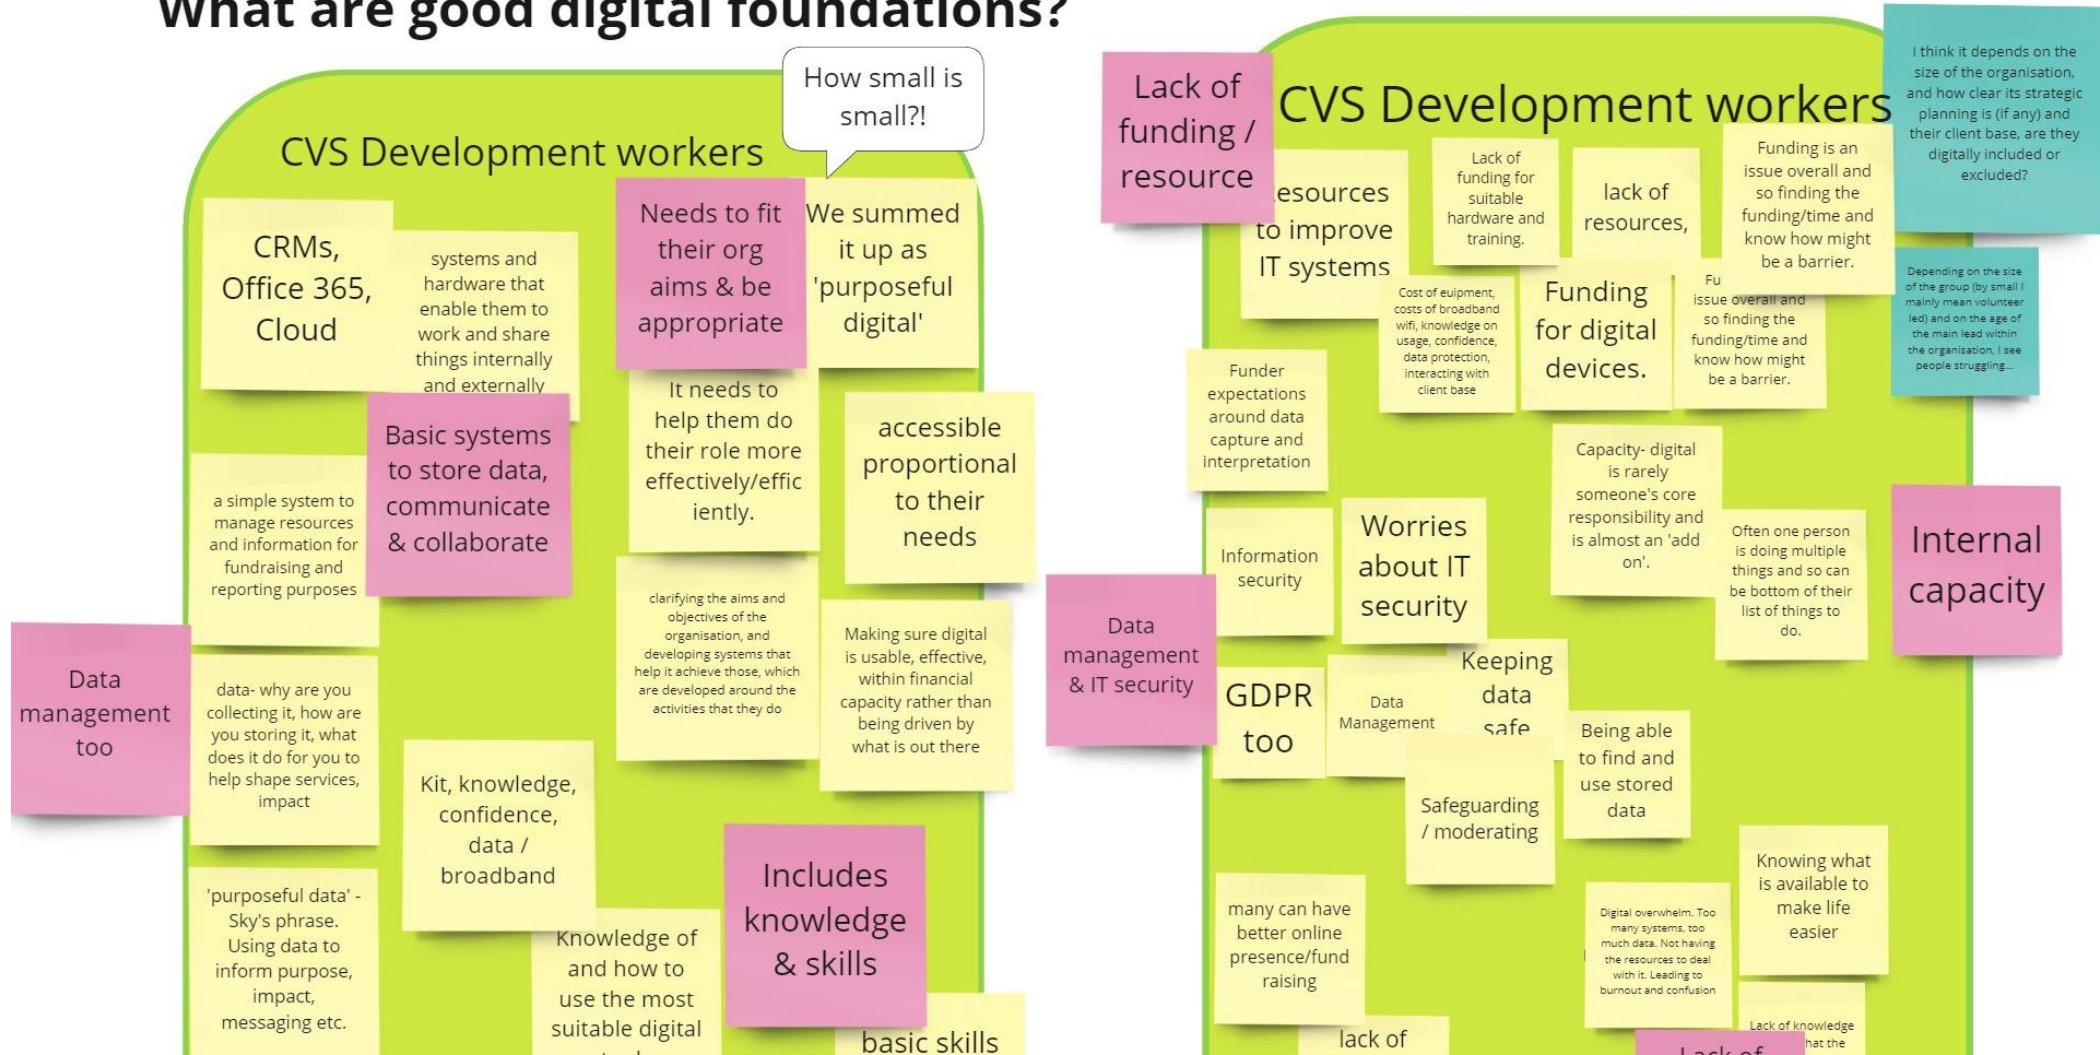 What are good digital foundations?
How small is
small?!
CVS Development workers
CRMs,
Office 365,
Cloud
systems and
hardware that
enable them to
work and share
things internally
and externally
Needs to fit
their org
aims & be
appropriate
We summed
it up as
'purposeful
digital'
It needs to
help them do
their role more
effectively/effic
iently.
accessible
proportional
to their
needs
Basic systems
to store data,
communicate
& collaborate
a simple system to
manage resources
and information for
fundraising and
reporting purposes
clarifying the aims and
objectives of the
organisation, and
developing systems that
help it achieve those, which
are developed around the
activities that they do
Making sure digital
is usable, effective,
within financial
capacity rather than
being driven by
what is out there
Data
management
too
data- why are you
collecting it, how are
you storing it, what
does it do for you to
help shape services,
impact
Kit, knowledge,
confidence,
data /
broadband
Includes
knowledge
& skills
'purposeful data' -
Sky's phrase.
Using data to
inform purpose,
impact,
messaging etc.
Knowledge of
and how to
use the most
suitable digital
basic skills
CVS Development workers
Lack of
funding /
resource
esources
to improve
IT systems
Lack of
funding for
suitable
hardware and
training.
lack of
resources,
Funding is an
issue overall and
so finding the
funding/time and
know how might
be a barrier.
I think it depends on the
size of the organisation,
and how clear its strategic
planning is (if any) and
their client base, are they
digitally included or
excluded?
Cost of euipment,
costs of broadband
wifi, knowledge on
usage, confidence,
data protection,
interacting with
client base
Funding
for digital
devices.
Fu
issue overall and
so finding the
funding/time and
know how might
be a barrier.
Depending on the size
of the group (by small I
mainly mean volunteer
led) and on the age of
the main lead within
the organisation, I see
people struggling...
Funder
expectations
around data
capture and
interpretation
Capacity- digital
is rarely
someone's core
responsibility and
is almost an 'add
on'.
Often one person
is doing multiple
things and so can
be bottom of their
list of things to
do.
Internal
capacity
Information
security
Worries
about IT
security
Data
management
& IT security
GDPR
too
Data
Management
Keeping
data
safe
Being able
to find and
use stored
data
Safeguarding
/ moderating
many can have
better online
presence/fund
raising
Digital overwhelm. Too
many systems, too
much data. Not having
the resources to deal
with it. Leading to
burnout and confusion
Knowing what
is available to
make life
easier
lack of
Lack of knowledge
hat the
Lack of